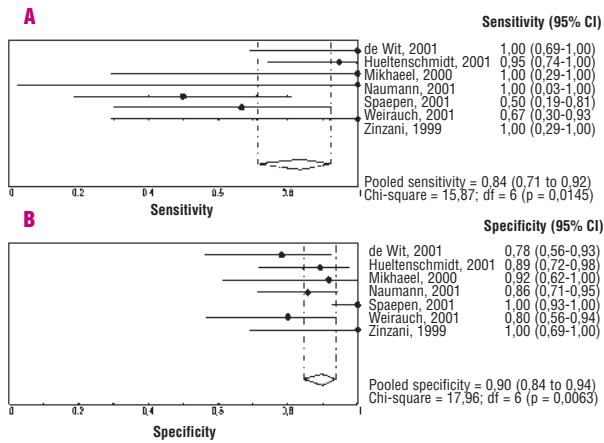 A
Sensitivity (95% CI)
de Wit, 2001 1,00 (0,69-1,00)
Hueltenschmidt, 2001 0,95 (0,74-1,00)
Mikhaeel, 2000 1,00 (0,29-1,00)
Naumann, 2001 1,00 (0,03-1,00)
Spaepen, 2001 0,50 (0,19-0,81)
Weirauch, 2001 0,67 (0,30-0,93
Zinzani, 1999 1,00 (0,29-1,00)
Pooled sensitivity = 0,84 (0,71 to 0,92)
Chi-square = 15,87; df = 6 (p = 0,0145)
0 0,2 0,4 0,6 0,8 1
Sensitivity
B
Specificity (95% CI)
de Wit, 2001 0,78 (0,56-0,93)
Hueltenschmidt, 2001 0,89 (0,72-0,98)
Mikhaeel, 2000 0,92 (0,62-1,00)
Naumann, 2001 0,86 (0,71-0,95)
Spaepen, 2001 1,00 (0,93-1,00)
Weirauch, 2001 0,80 (0,56-0,94)
Zinzani, 1999 1,00 (0,69-1,00)
Pooled specificity = 0,90 (0,84 to 0,94)
Chi-square = 17,96; df = 6 (p = 0,0063)
0 0,2 0,4 0,6 0,8 1
Specificity